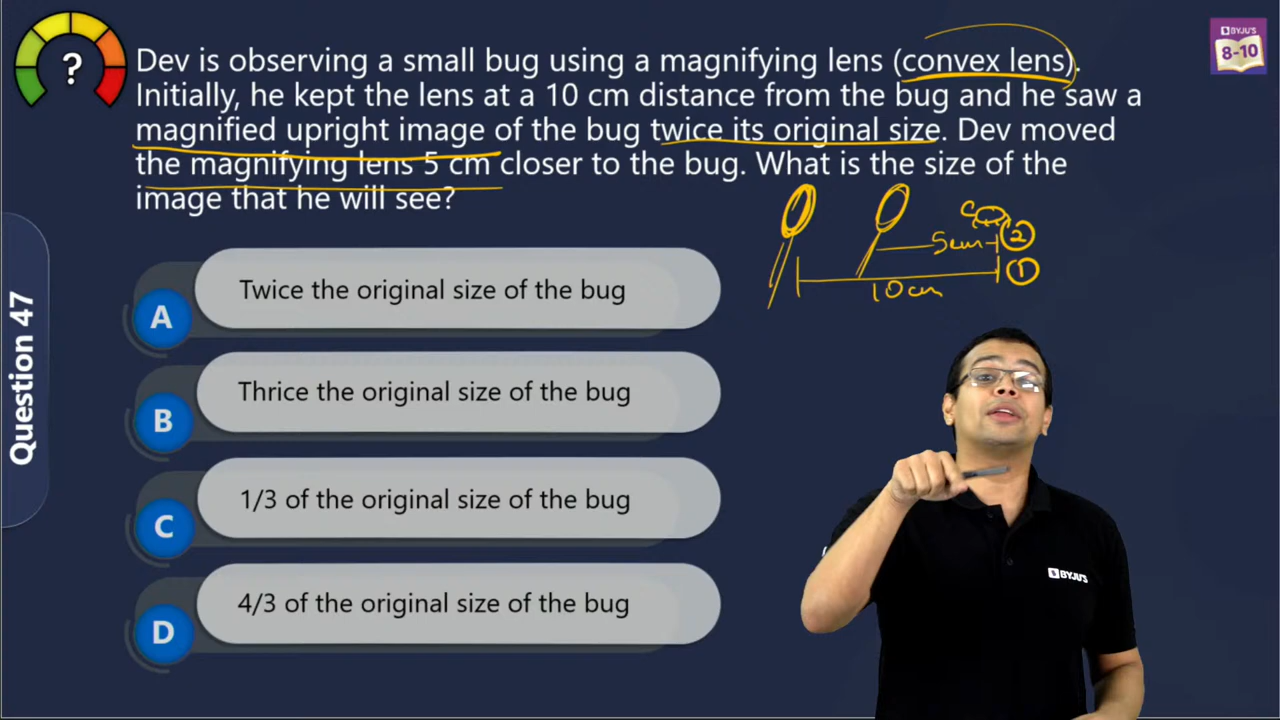 BYJU'S
8-10
?
Dev is observing a small bug using a magnifying lens (convex lens).
Initially, he kept the lens at a 10 cm distance from the bug and he saw a
magnified upright image of the bug twice its original size. Dev moved
the magnifying lens 5 cm closer to the bug. What is the size of the
image that he will see?
5cm
2
10cm
1
Question 47
A
Twice the original size of the bug
B
Thrice the original size of the bug
C
1/3 of the original size of the bug
D
4/3 of the original size of the bug
BYJU'S